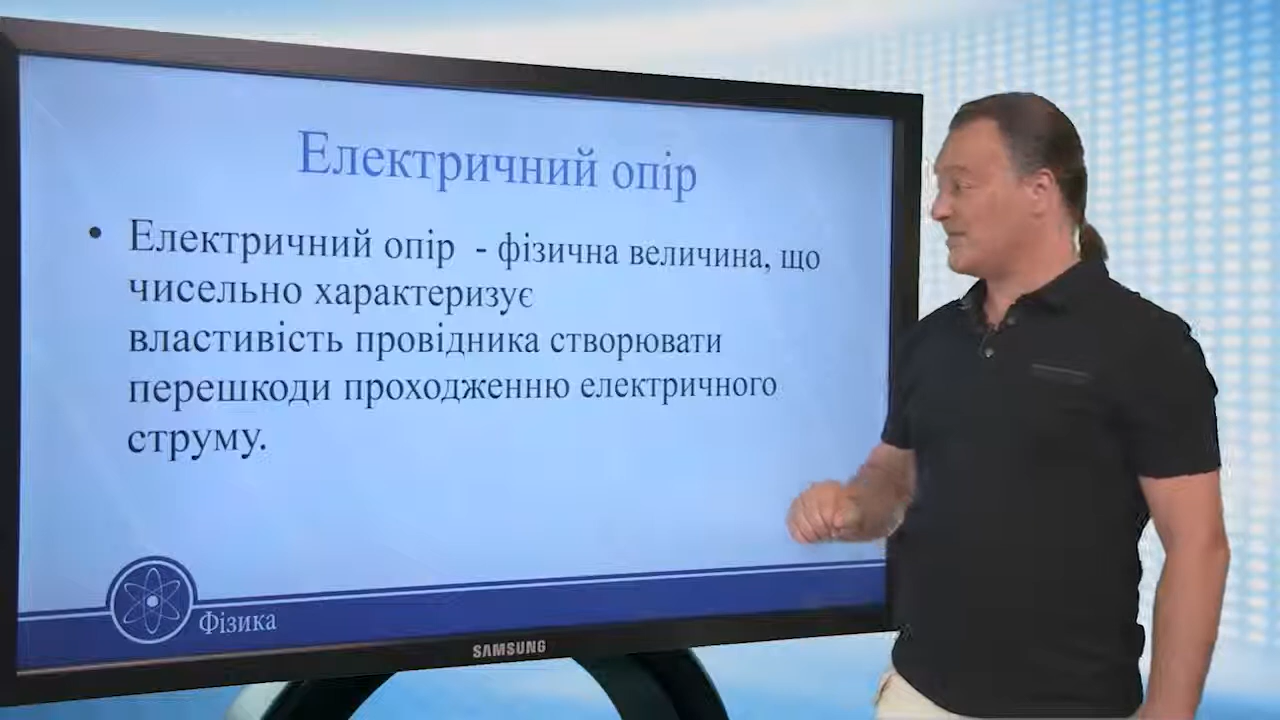 Електричний опір
• Електричний опір - фізична величина, що
чисельно характеризує
властивість провідника створювати
перешкоди проходженню електричного
струму.
Фізика
SAMSUNG